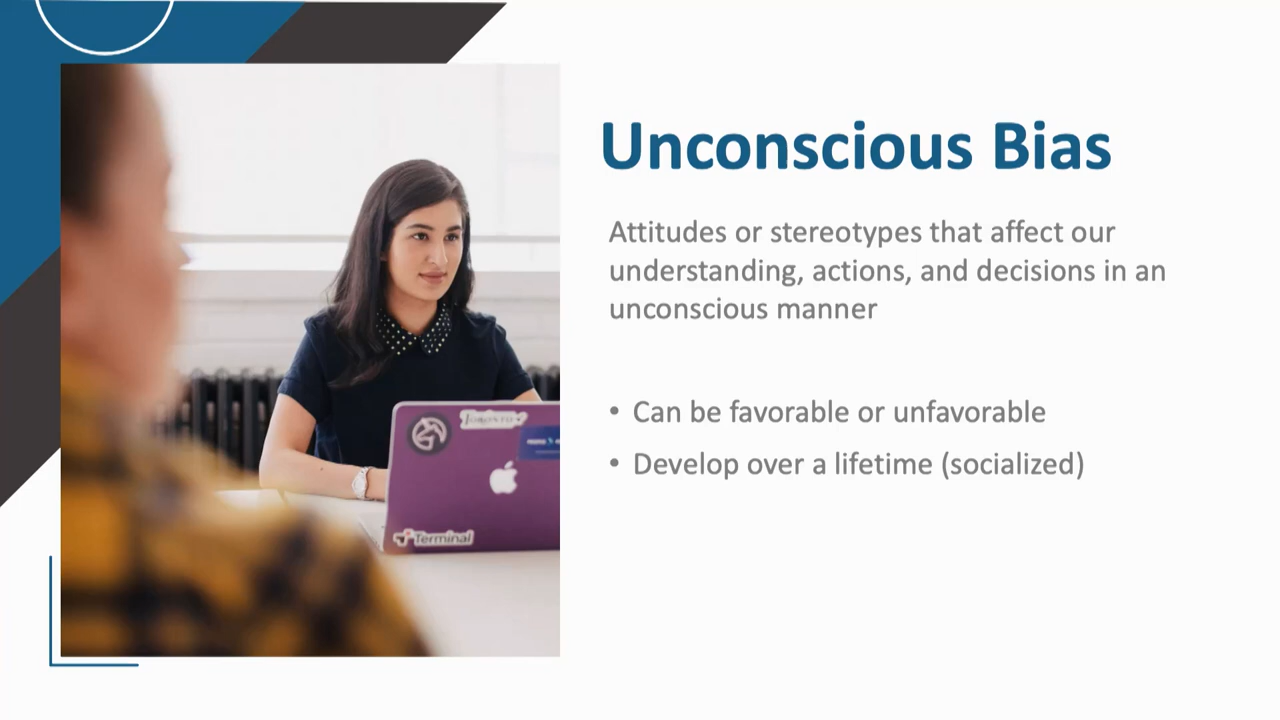 Unconscious Bias
Attitudes or stereotypes that affect our
understanding, actions, and decisions in an
unconscious manner
• Can be favorable or unfavorable
• Develop over a lifetime (socialized)
Toronto
Terminal